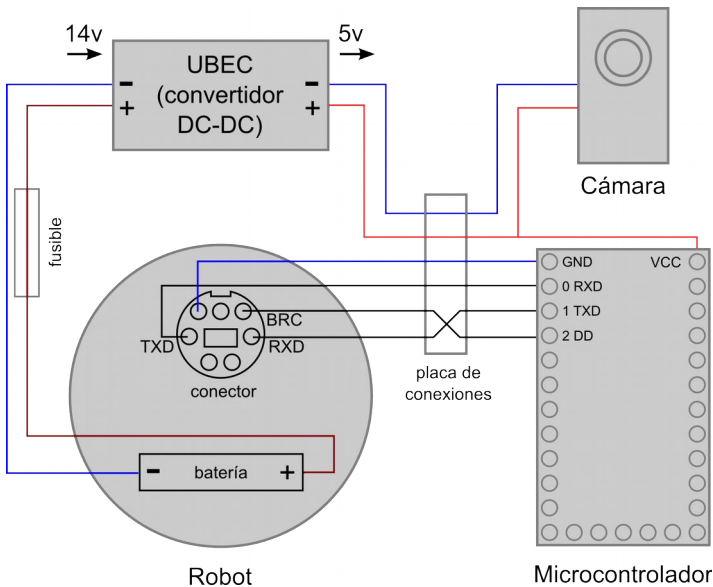 14v
5v
UBEC
(convertidor
DC-DC)
- -
+ +
Cámara
fusible
GND VCC
0 RXD
1 TXD
2 DD
BRC
TXD RXD
conector
placa de
conexiones
- batería +
Robot
Microcontrolador